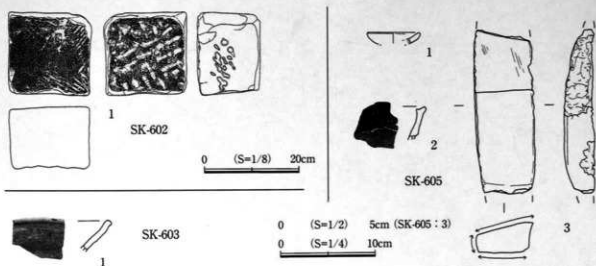 1
SK-602
0 (S=1/8) 20cm
1
2
SK-605
3
SK-603
1
0 (S=1/2) 5cm (SK-605 : 3)
0 (S=1/4) 10cm